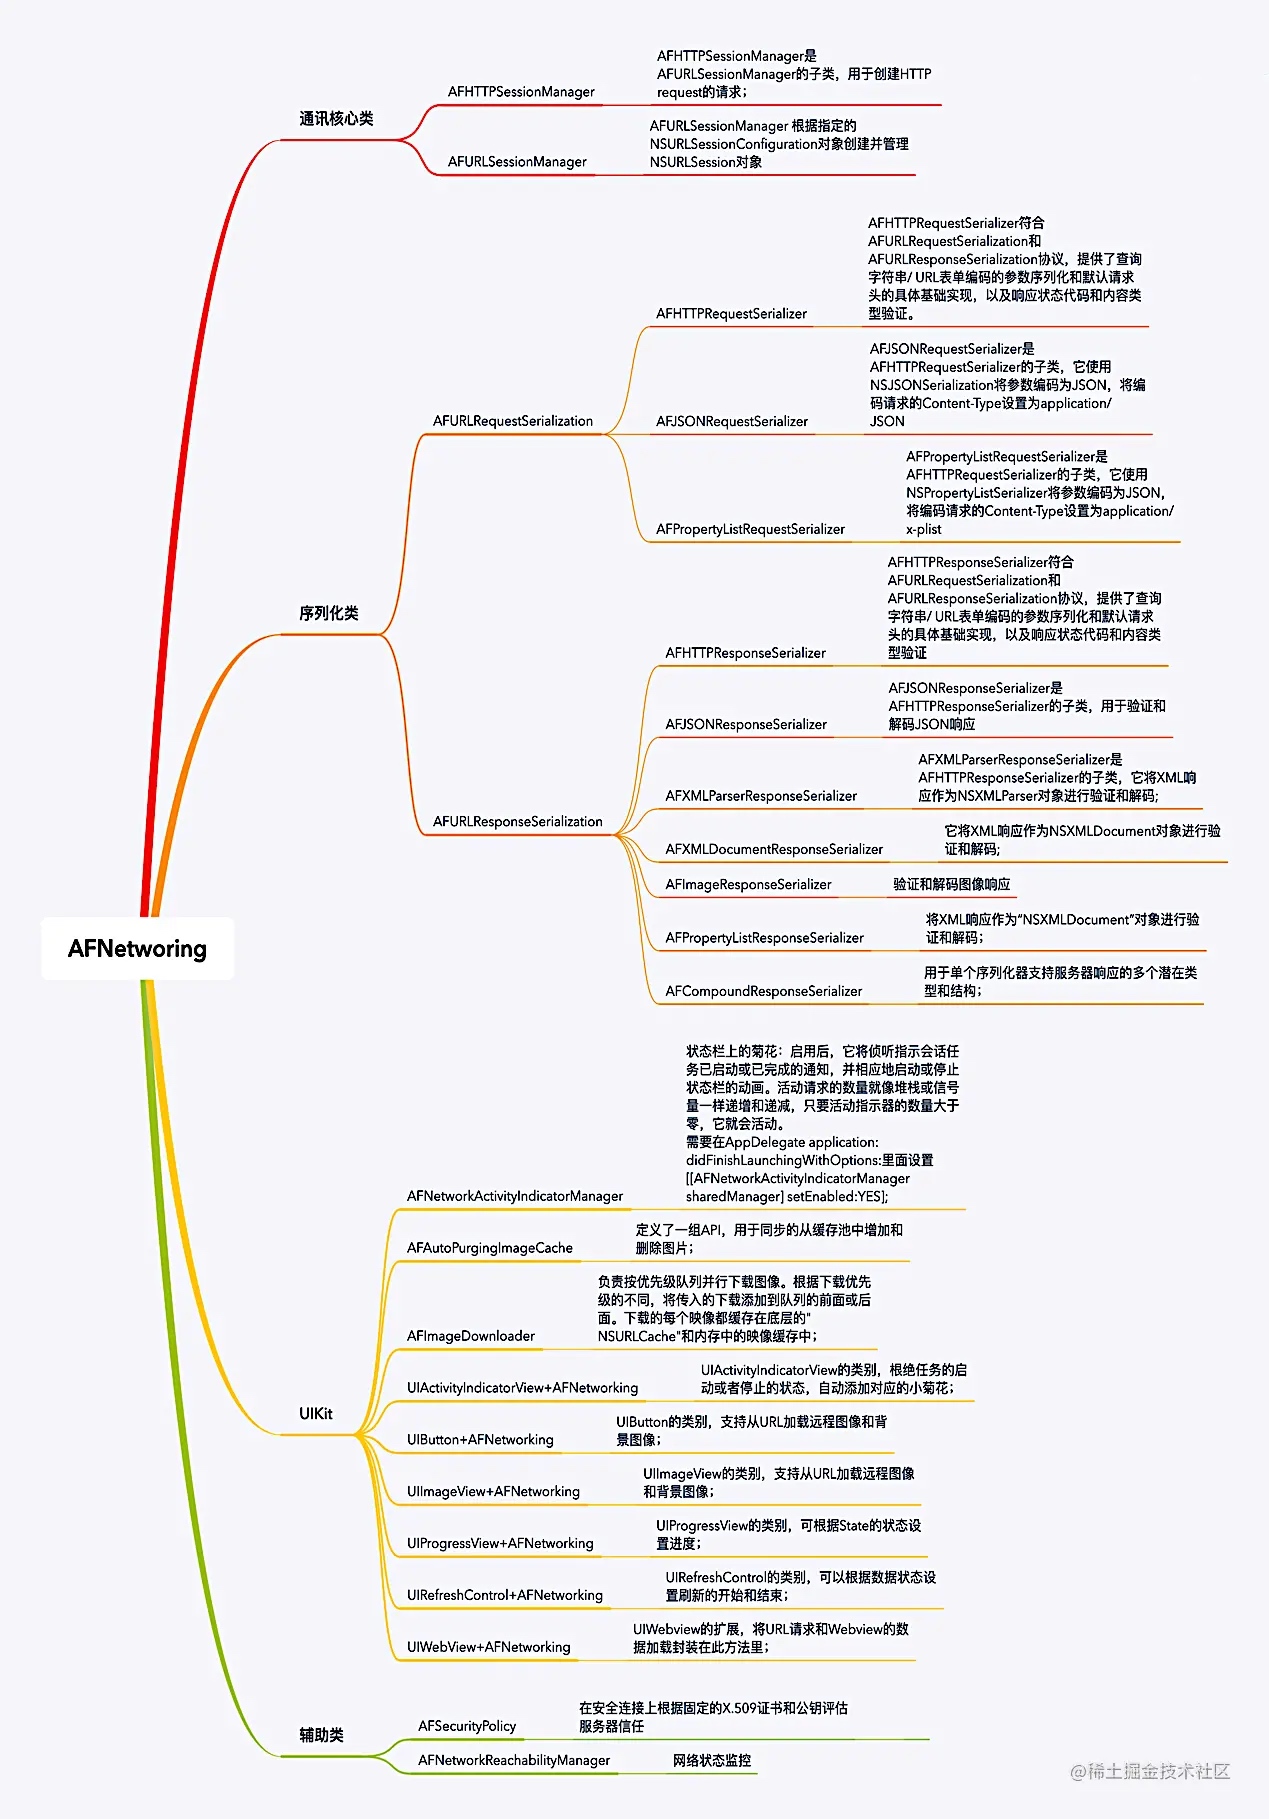 AFHTTPSessionManager是
AFURLSessionManager的子类，用于创建HTTP
request的请求；
AFHTTPSessionManager
通讯核心类
AFURLSessionManager 根据指定的
NSURLSessionConfiguration对象创建并管理
NSURLSession对象
AFURLSessionManager
AFHTTPRequestSerializer符合
AFURLRequestSerialization和
AFURLResponseSerialization协议，提供了查询
字符串/ URL表单编码的参数序列化和默认请求
头的具体基础实现，以及响应状态代码和内容类
型验证。
AFHTTPRequestSerializer
AFJSONRequestSerializer是
AFHTTPRequestSerializer的子类，它使用
NSJSONSerialization将参数编码为JSON，将编
码请求的Content-Type设置为application/
JSON
AFURLRequestSerialization
AFJSONRequestSerializer
AFPropertyListRequestSerializer是
AFHTTPRequestSerializer的子类，它使用
NSPropertyListSerializer将参数编码为JSON，
将编码请求的Content-Type设置为application/
x-plist
AFPropertyListRequestSerializer
序列化类
AFHTTPResponseSerializer符合
AFURLRequestSerialization和
AFURLResponseSerialization协议，提供了查询
字符串/ URL表单编码的参数序列化和默认请求
头的具体基础实现，以及响应状态代码和内容类
型验证
AFHTTPResponseSerializer
AFJSONResponseSerializer是
AFHTTPResponseSerializer的子类，用于验证和
解码JSON响应
AFJSONResponseSerializer
AFXMLParserResponseSerializer是
AFHTTPResponseSerializer的子类，它将XML响
应作为NSXMLParser对象进行验证和解码;
AFXMLParserResponseSerializer
AFURLResponseSerialization
它将XML响应作为NSXMLDocument对象进行验
证和解码;
AFXMLDocumentResponseSerializer
AFImageResponseSerializer
验证和解码图像响应
将XML响应作为“NSXMLDocument”对象进行验
证和解码；
AFPropertyListResponseSerializer
用于单个序列化器支持服务器响应的多个潜在类
型和结构；
AFCompoundResponseSerializer
AFNetworing
状态栏上的菊花：启用后，它将侦听指示会话任
务已启动或已完成的通知，并相应地启动或停止
状态栏的动画。活动请求的数量就像堆栈或信号
量一样递增和递减，只要活动指示器的数量大于
零，它就会活动。
需要在AppDelegate application:
didFinishLaunchingWithOptions:里面设置
[[AFNetworkActivityIndicatorManager
sharedManager] setEnabled:YES];
AFNetworkActivityIndicatorManager
定义了一组API，用于同步的从缓存池中增加和
删除图片；
AFAutoPurgingImageCache
负责按优先级队列并行下载图像。根据下载优先
级的不同，将传入的下载添加到队列的前面或后
面。下载的每个映像都缓存在底层的"
NSURLCache"和内存中的映像缓存中；
AFImageDownloader
UIActivityIndicatorView的类别，根绝任务的启
动或者停止的状态，自动添加对应的小菊花；
UIActivityIndicatorView+AFNetworking
UIKit
UIButton的类别，支持从URL加载远程图像和背
景图像；
UIButton+AFNetworking
UIImageView的类别，支持从URL加载远程图像
和背景图像；
UIImageView+AFNetworking
UIProgressView的类别，可根据State的状态设
置进度；
UIProgressView+AFNetworking
UIRefreshControl的类别，可以根据数据状态设
置刷新的开始和结束；
UIRefreshControl+AFNetworking
UIWebview的扩展，将URL请求和Webview的数
据加载封装在此方法里；
UIWebView+AFNetworking
辅助类
在安全连接上根据固定的X.509证书和公钥评估
服务器信任
AFSecurityPolicy
AFNetworkReachabilityManager
网络状态监控
@稀土掘金技术社区